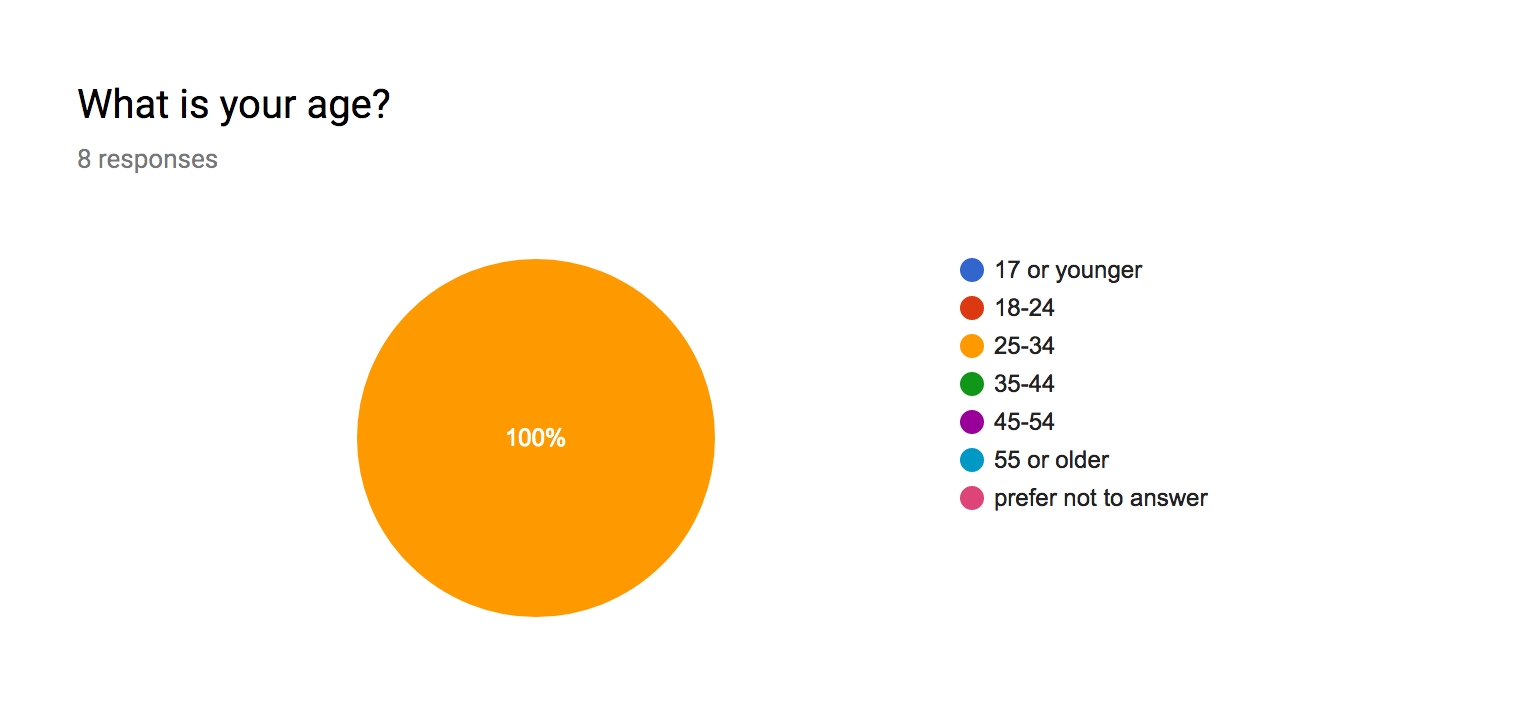 What is your age?
8 responses
100%
17 or younger
18-24
25-34
35-44
45-54
55 or older
prefer not to answer